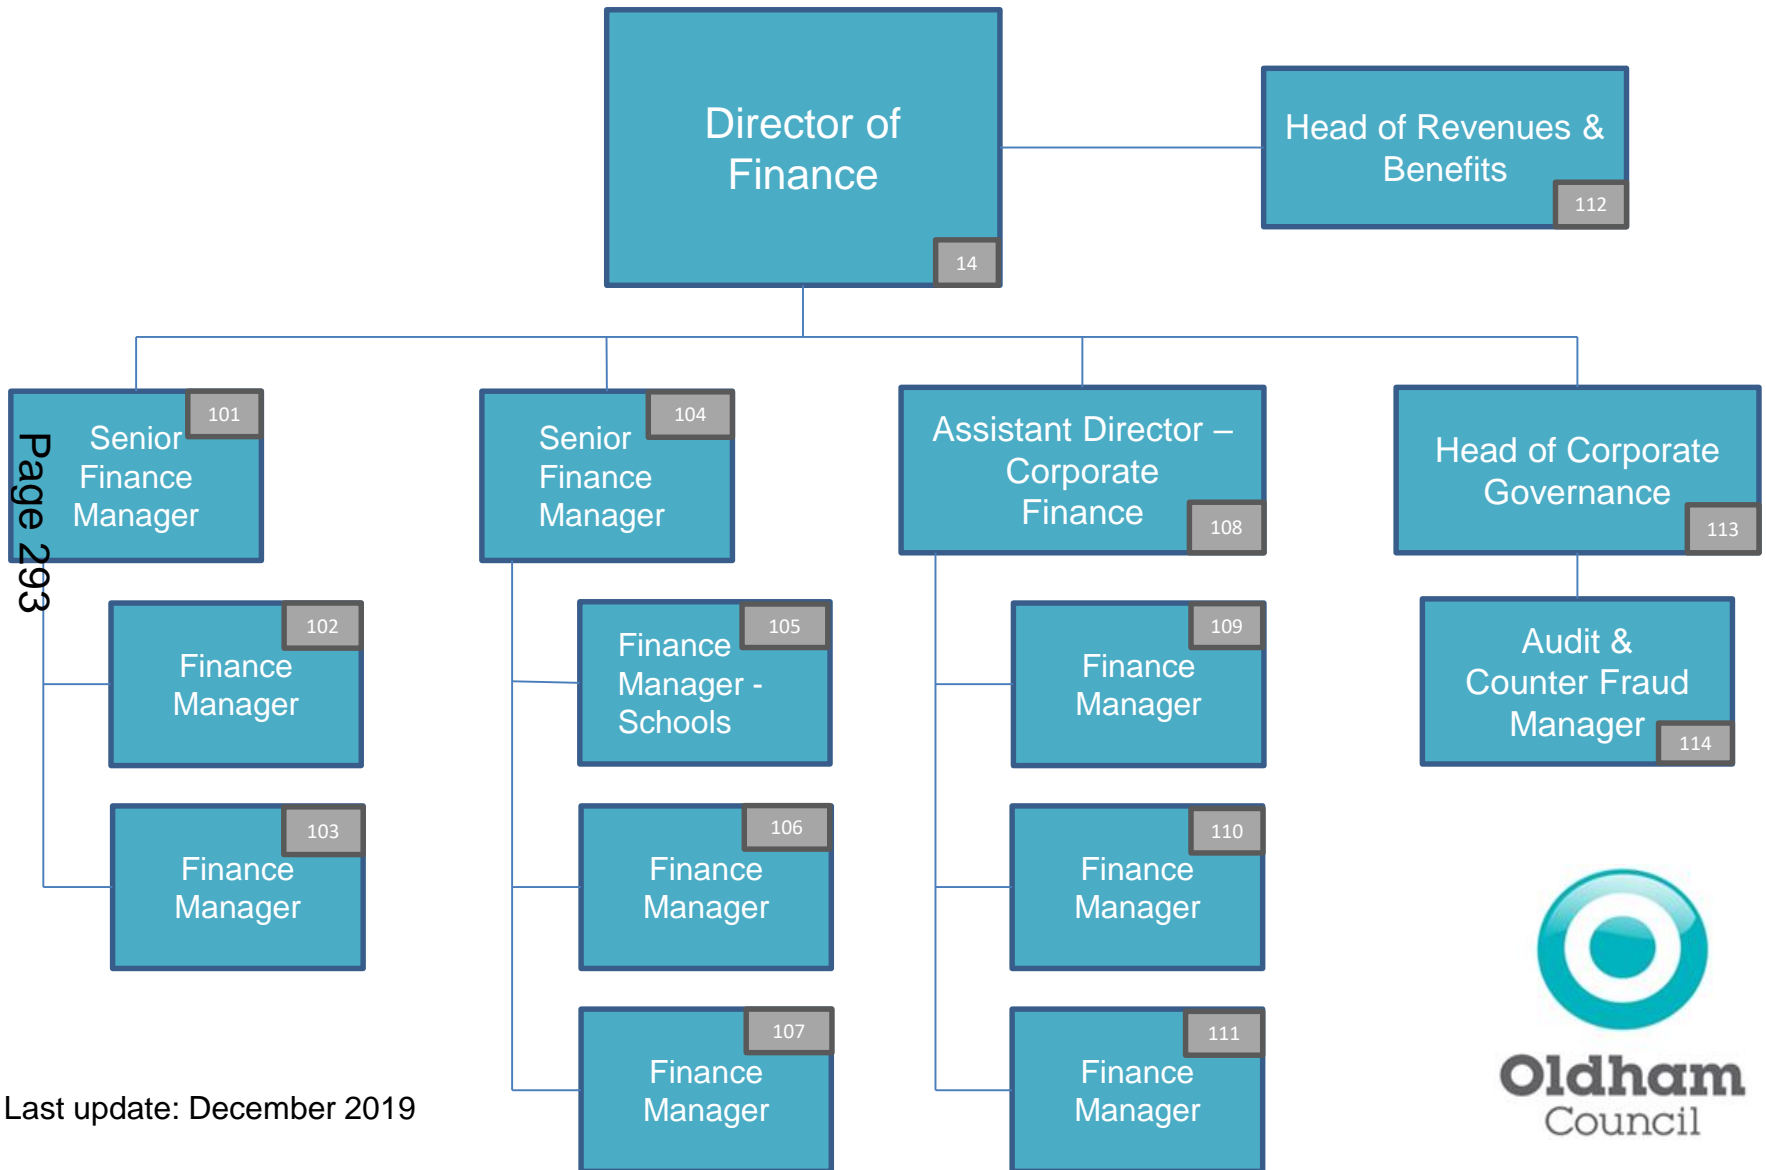 Director of
Finance
14
Head of Revenues &
Benefits
112
101
Senior
Finance
Manager
104
Senior
Finance
Manager
Assistant Director –
Corporate
Finance
108
Head of Corporate
Governance
113
Page 293
102
Finance
Manager
105
Finance
Manager -
Schools
109
Finance
Manager
Audit &
Counter Fraud
Manager
114
103
Finance
Manager
106
Finance
Manager
110
Finance
Manager
107
Finance
Manager
111
Finance
Manager
Last update: December 2019
Oldham
Council